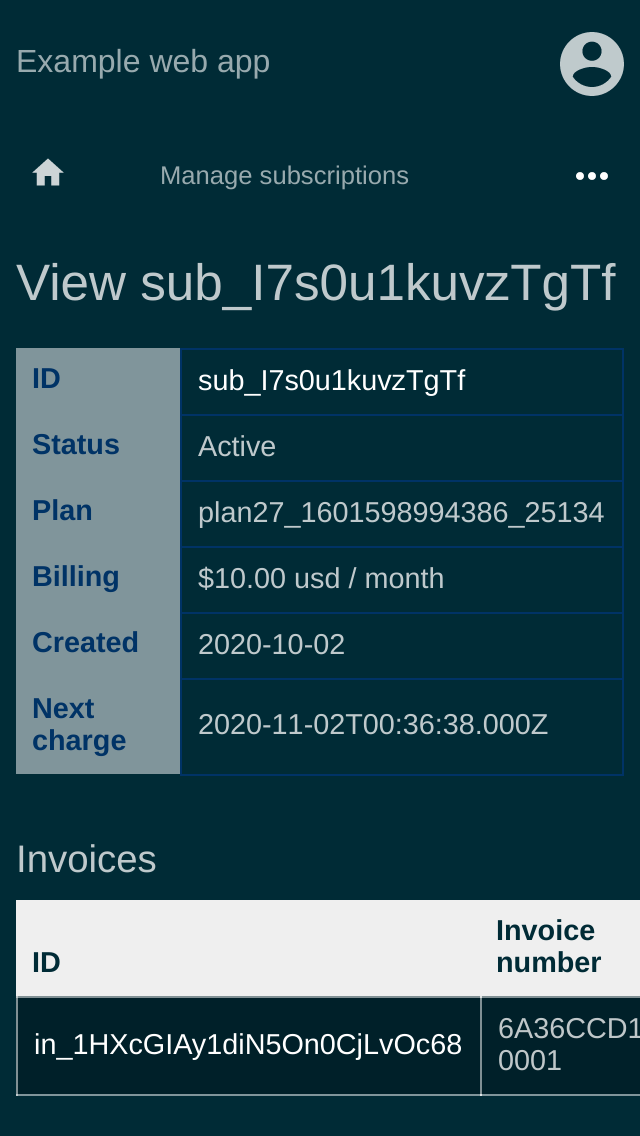 Example web app
Manage subscriptions
View sub_I7s0u1kuvzTgTf
ID sub_I7s0u1kuvzTgTf
Status Active
Plan plan27_1601598994386_25134
Billing $10.00 usd / month
Created 2020-10-02
Next
charge 2020-11-02T00:36:38.000Z
Invoices
Invoice
ID number
in_1HXcGIAy1diN5On0CjLvOc68 6A36CCD1
0001